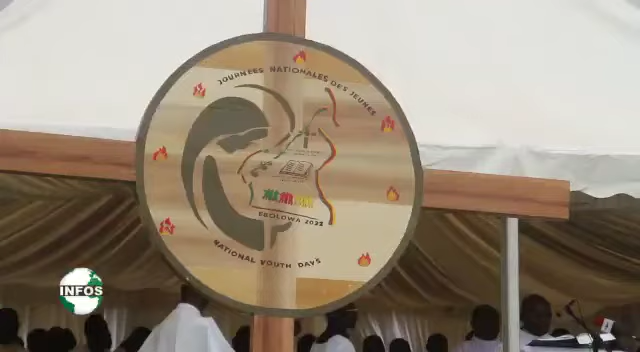 JOURNEES NATIONALES DES JEUNES
EBOLOWA 2022
NATIONAL YOUTH DAYS
INFOS